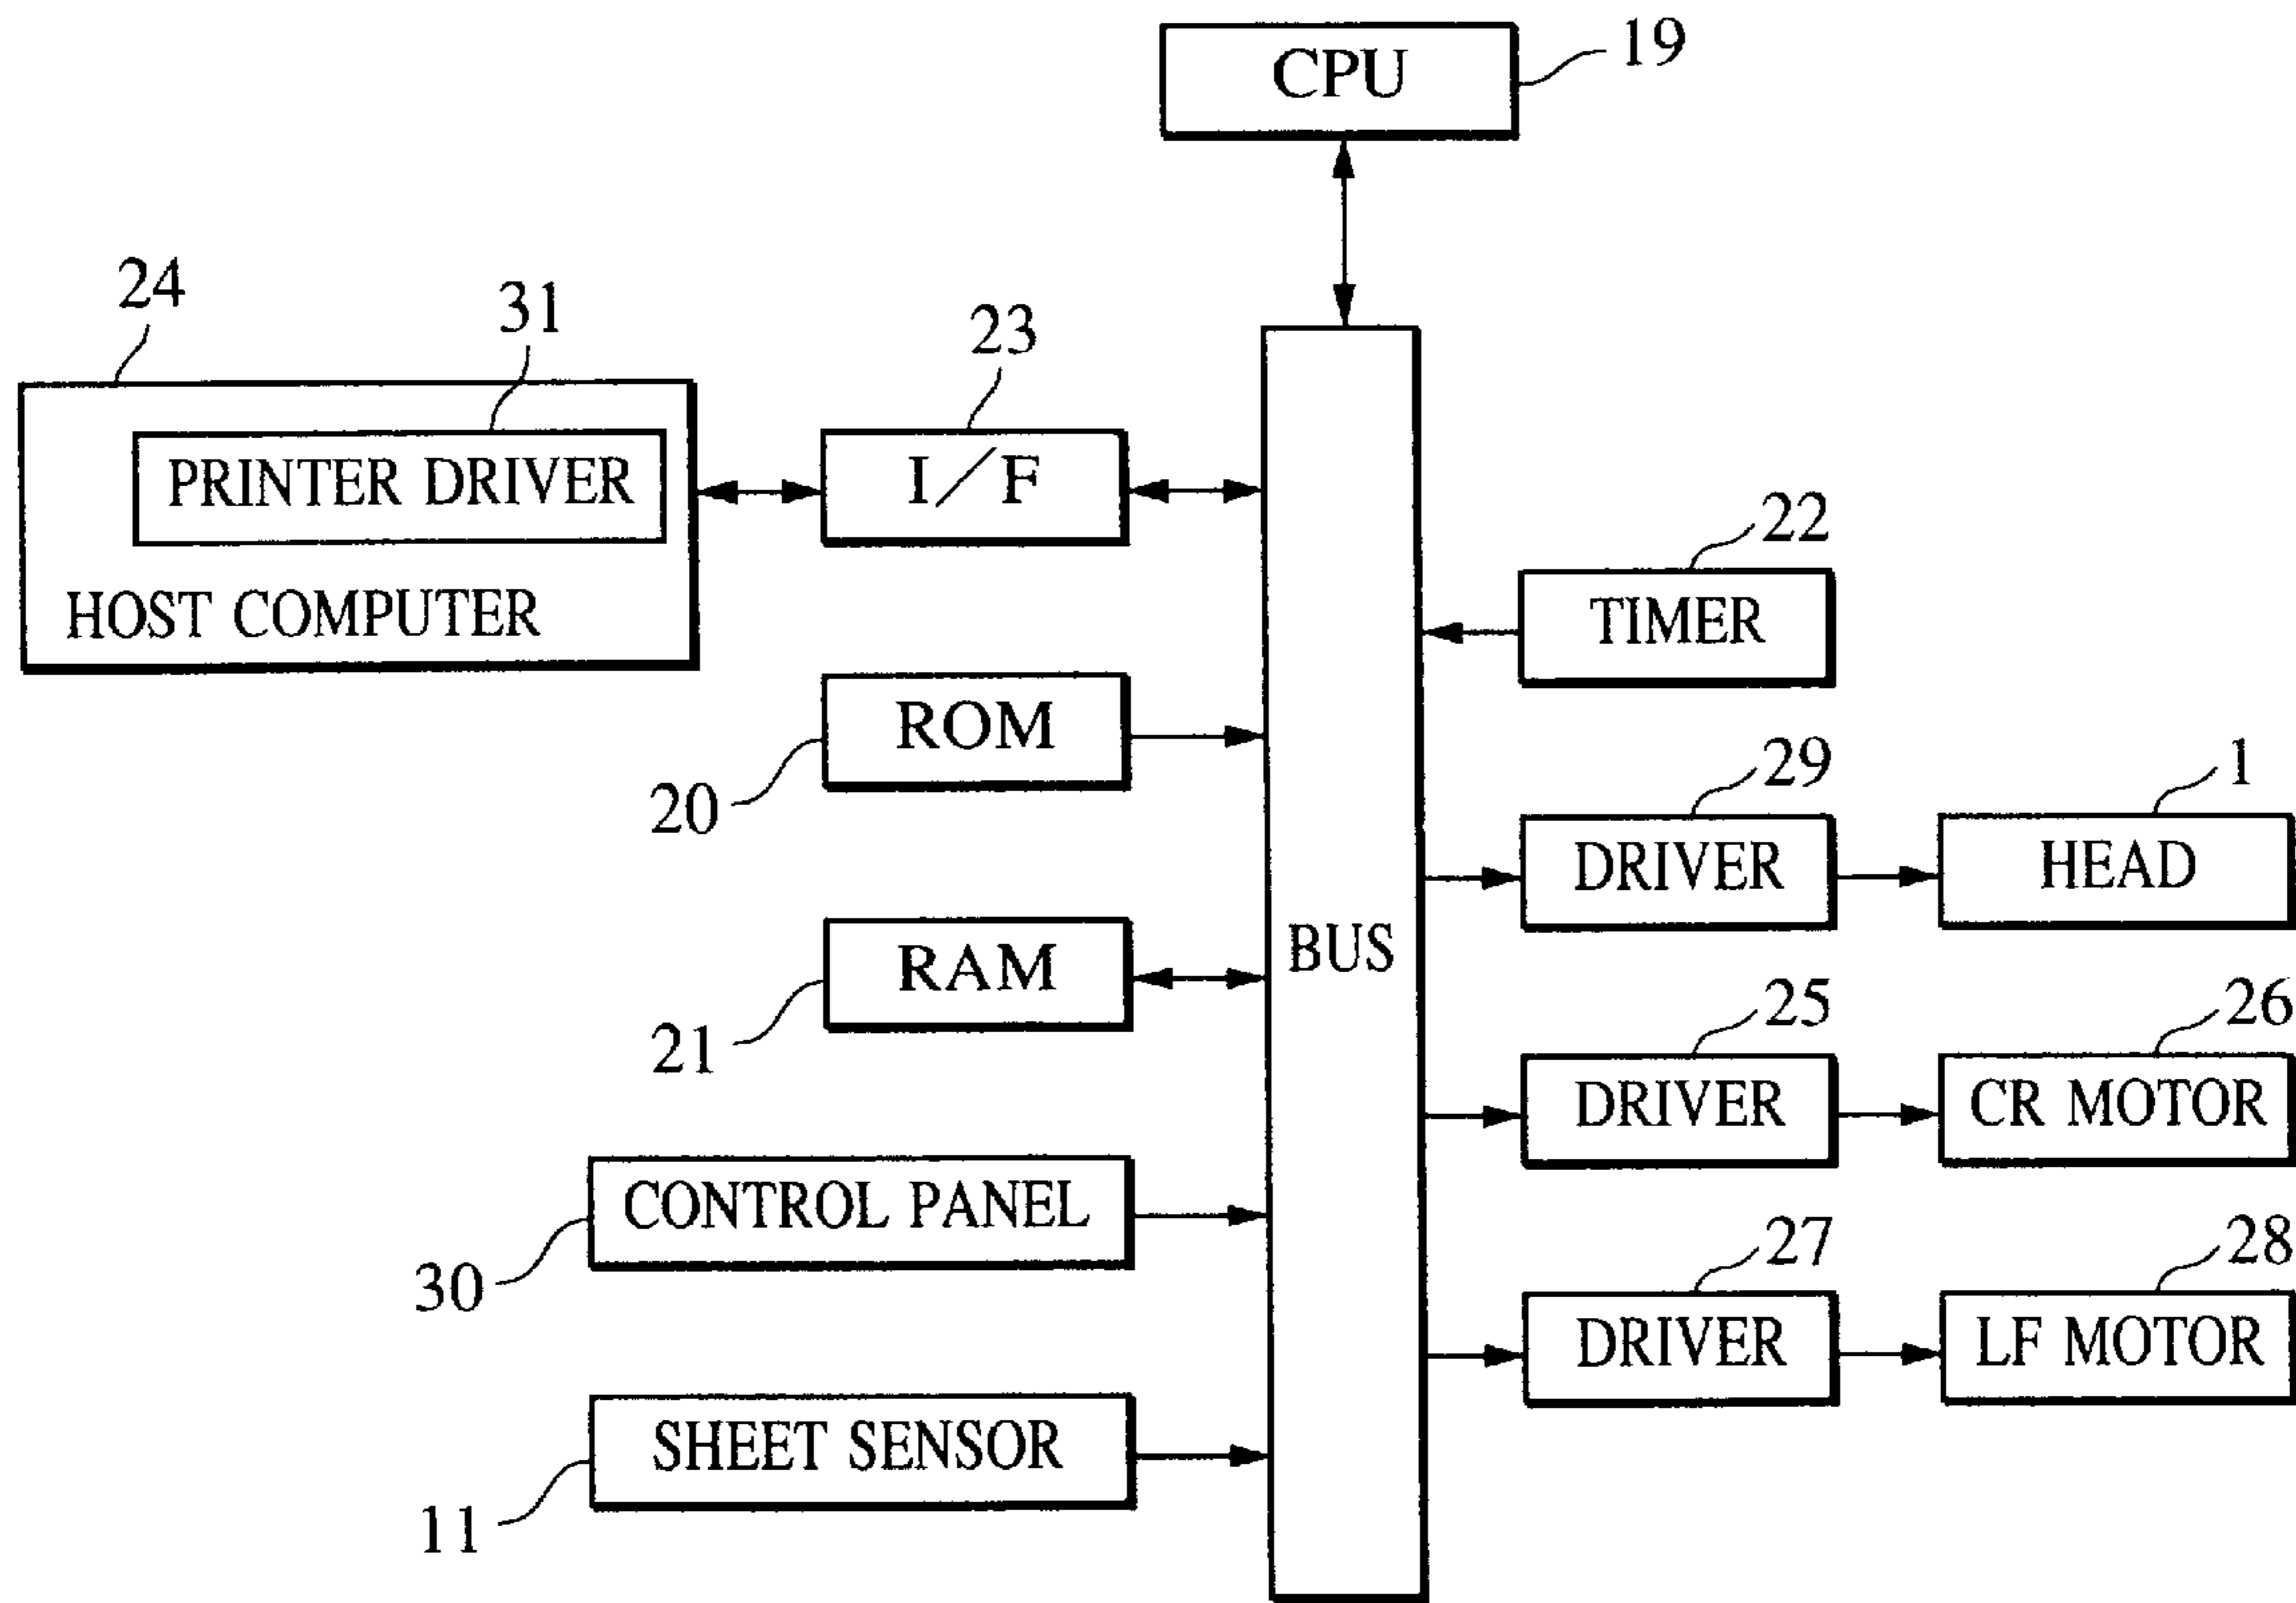 CPU
19
24
31
23
PRINTER DRIVER
I/F
HOST COMPUTER
22
TIMER
ROM
20
29
1
DRIVER
HEAD
RAM
21
BUS
25
26
DRIVER
CR MOTOR
CONTROL PANEL
30
27
28
DRIVER
LF MOTOR
SHEET SENSOR
11